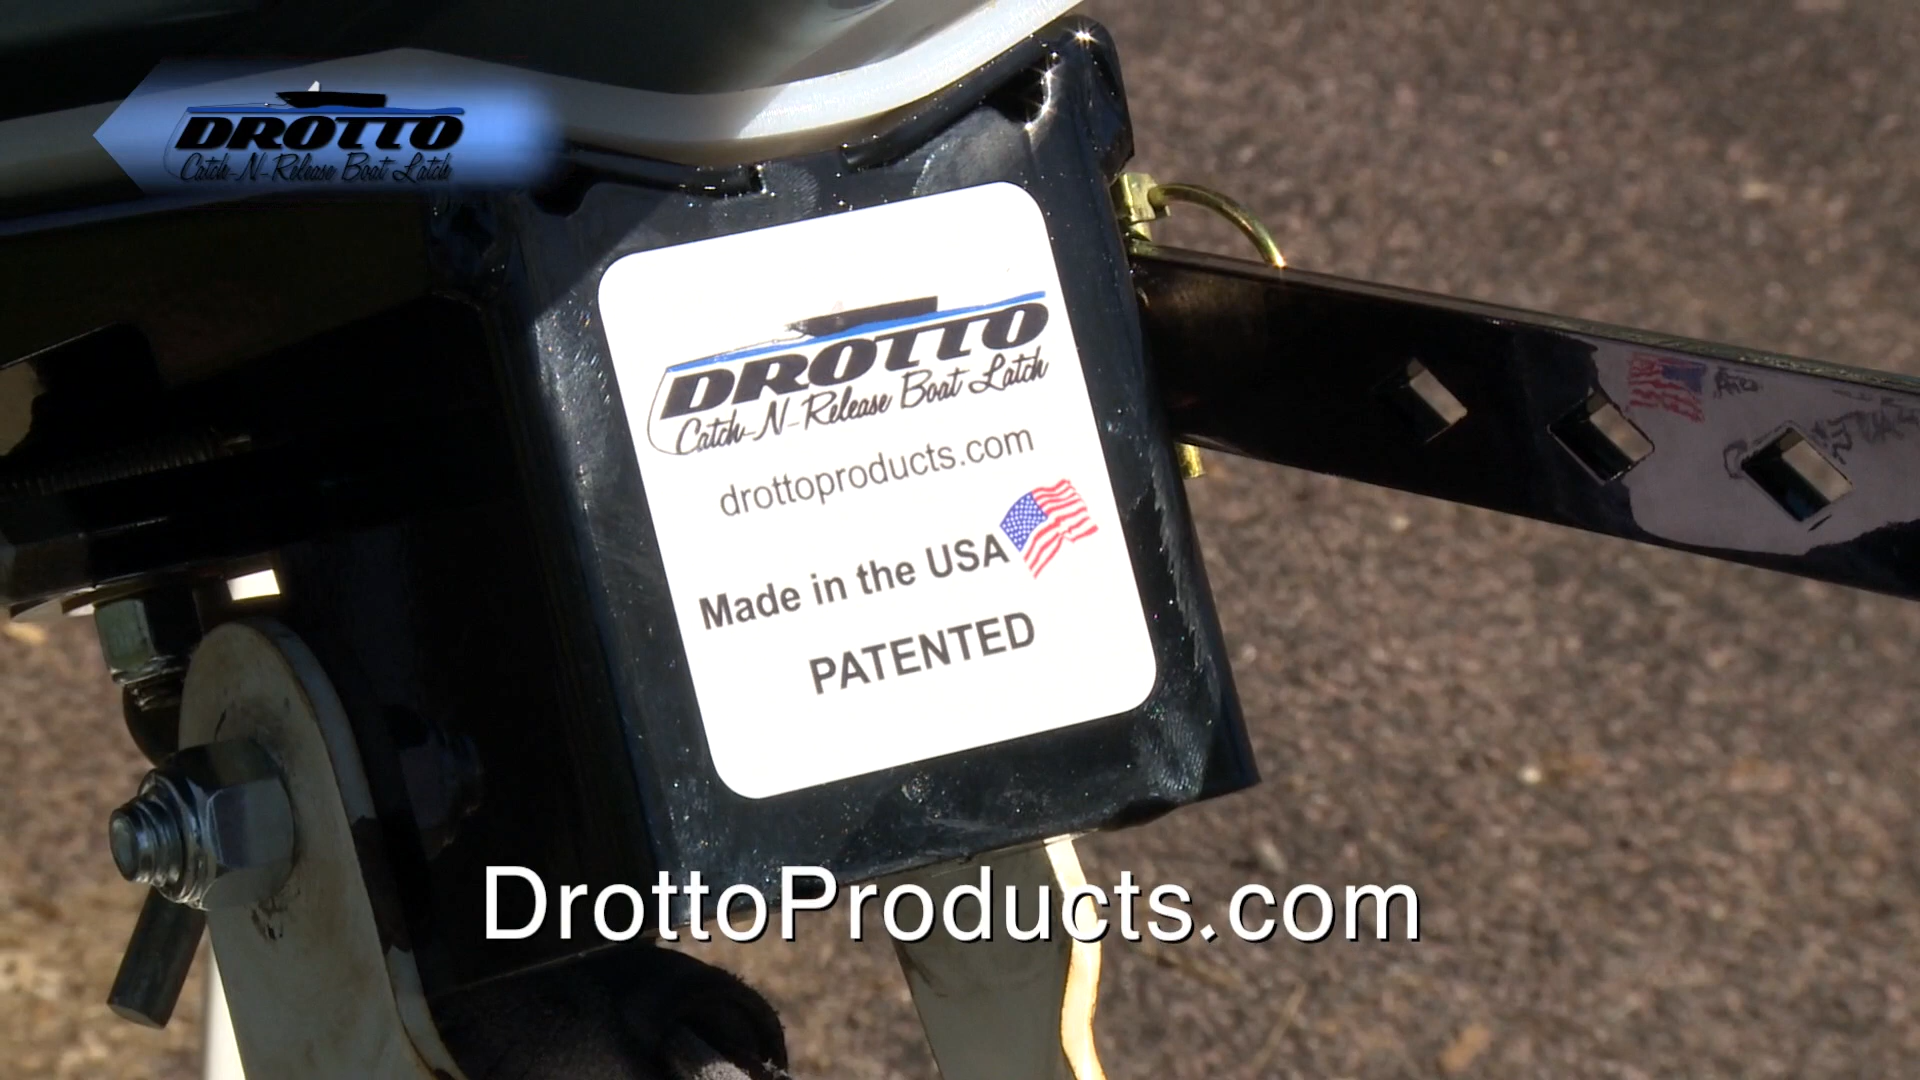 DROTTO
Catch-N-Release Boat Latch
DROTTO
Catch-N-Release Boat Latch
drottoproducts.com
Made in the USA
PATENTED
DrottoProducts.com